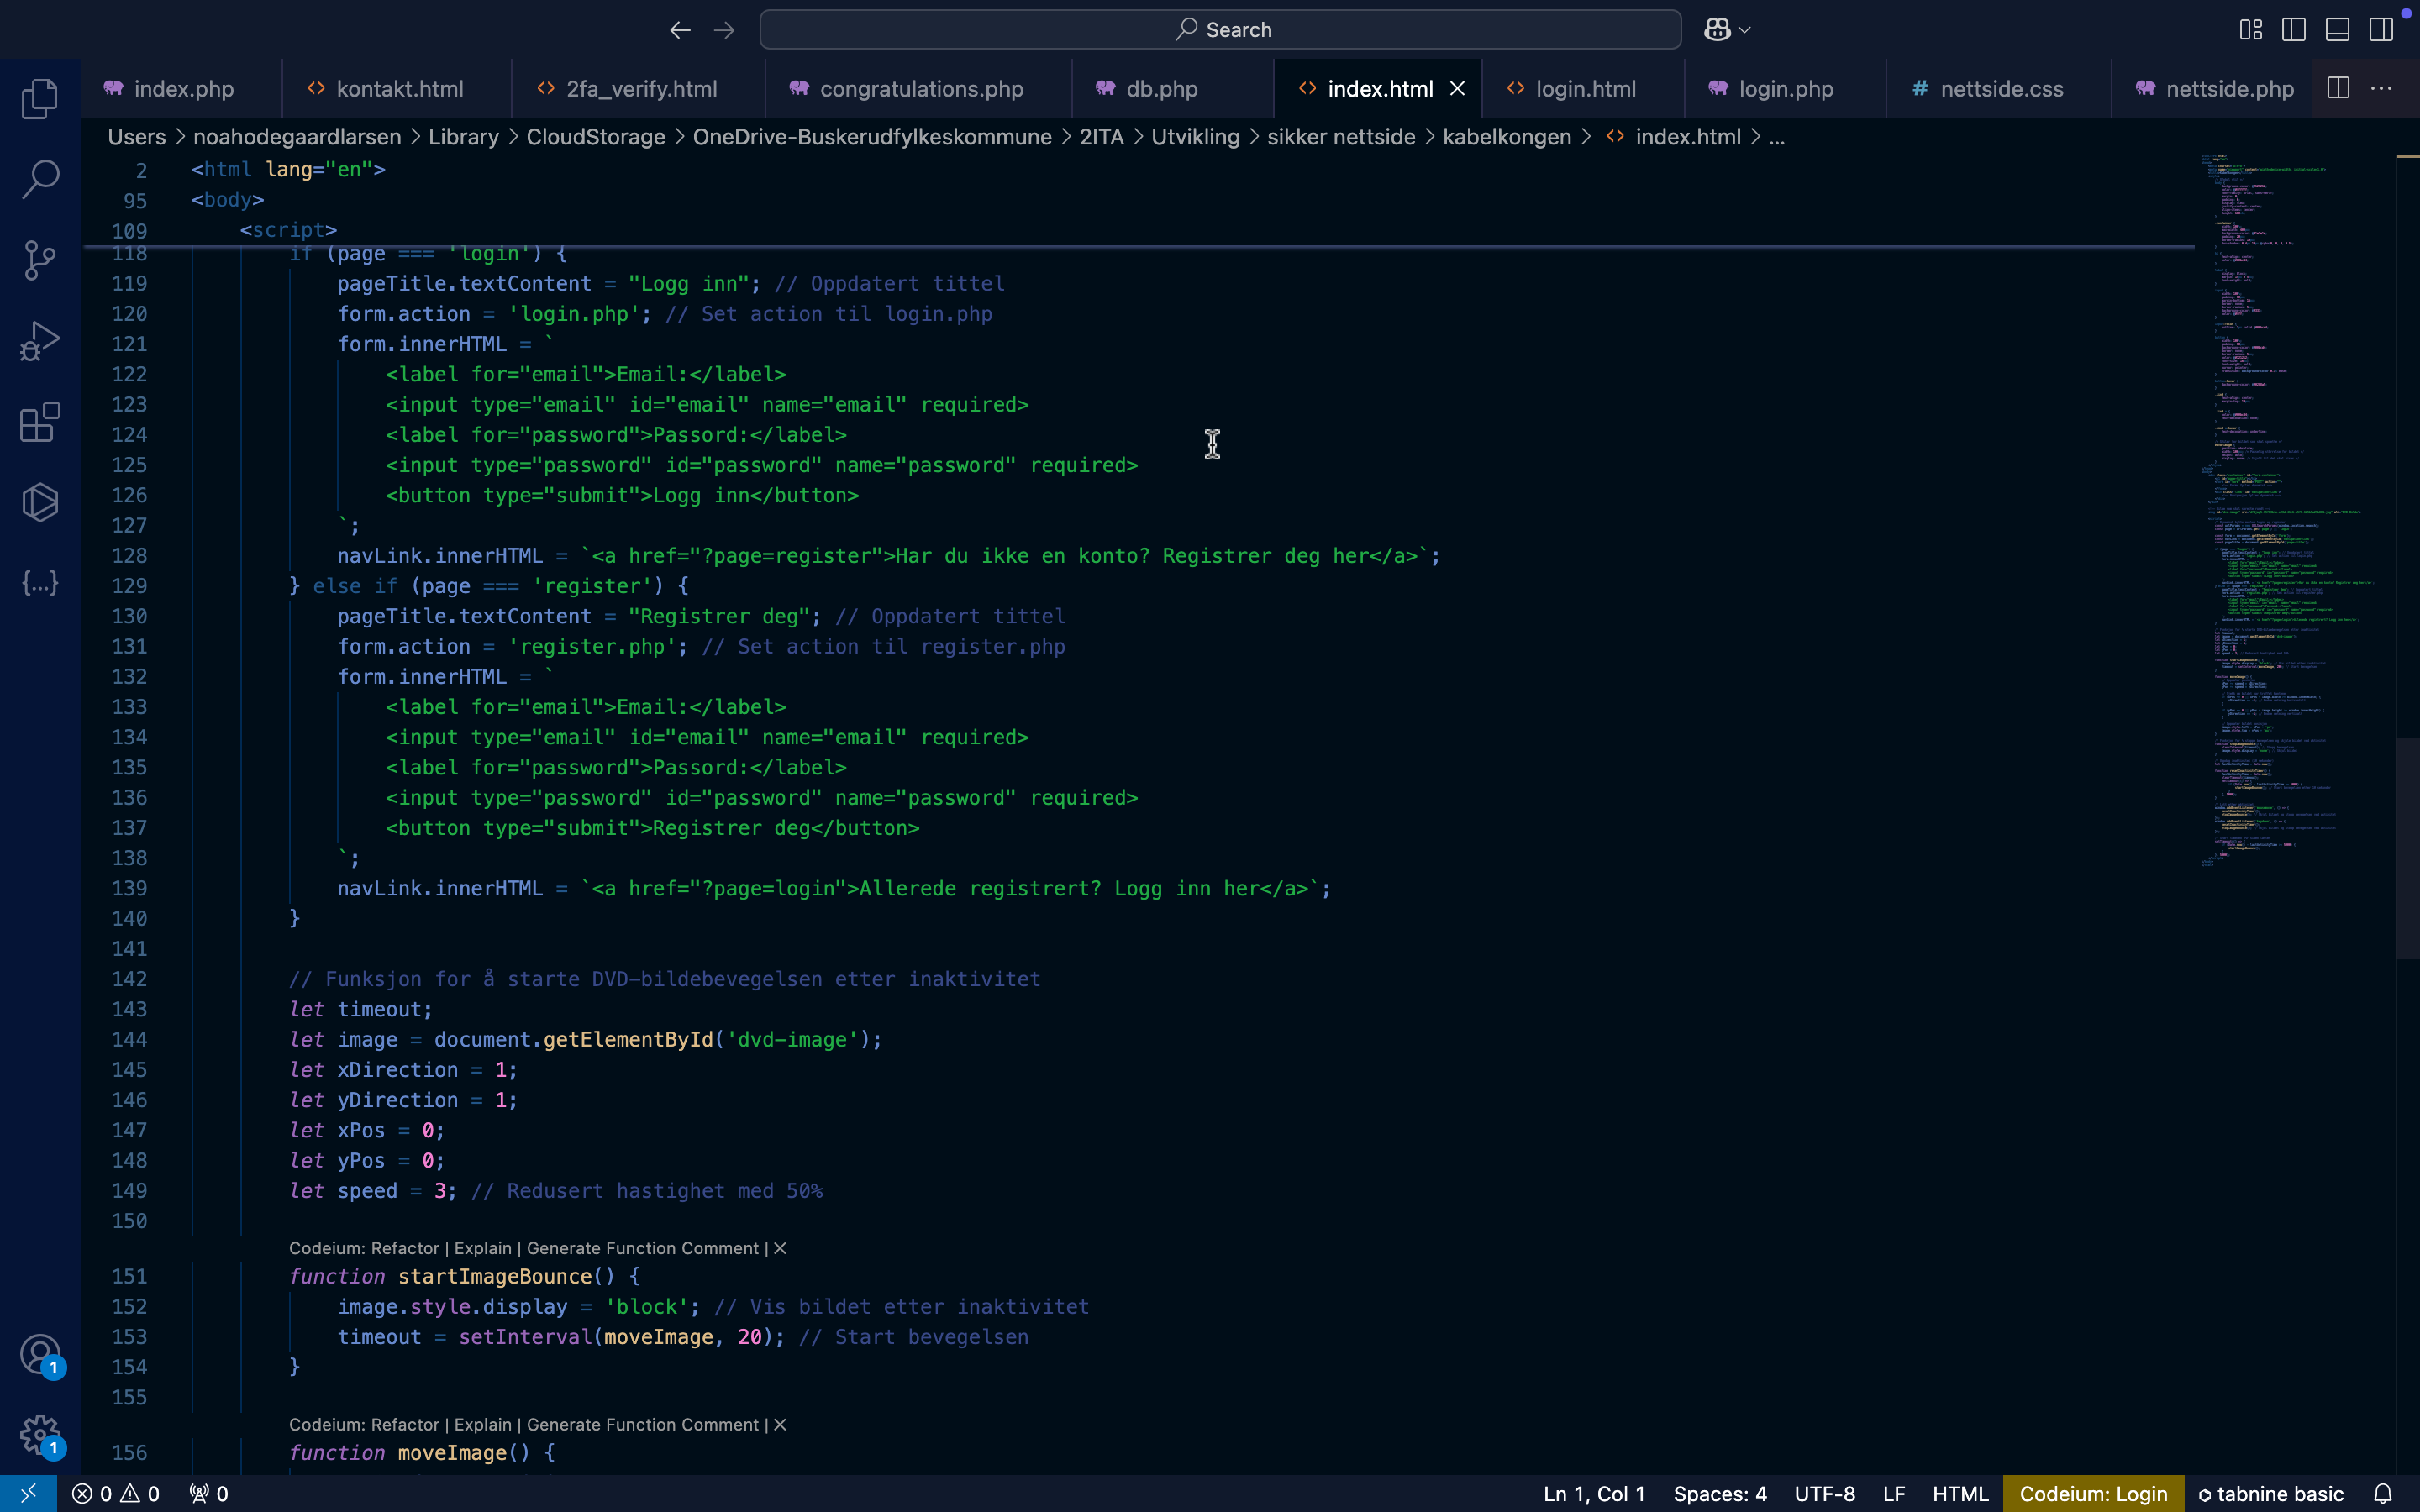 Search
index.php kontakt.html 2fa_verify.html congratulations.php db.php index.html login.html login.php # nettside.css nettside.php
Users > noahodegaardlarsen > Library > CloudStorage > OneDrive-Buskerudfylkeskommune > 2ITA > Utvikling > sikker nettside > kabelkongen > index.html > ...
2 <html lang="en">
95 <body>
109 <script>
118 if (page === 'login') {
119 pageTitle.textContent = "Logg inn"; // Oppdatert tittel
120 form.action = 'login.php'; // Set action til login.php
121 form.innerHTML = `
122 <label for="email">Email:</label>
123 <input type="email" id="email" name="email" required>
124 <label for="password">Passord:</label>
125 <input type="password" id="password" name="password" required>
126 <button type="submit">Logg inn</button>
127 `;
128 navLink.innerHTML = `<a href="?page=register">Har du ikke en konto? Registrer deg her</a>`;
129 } else if (page === 'register') {
130 pageTitle.textContent = "Registrer deg"; // Oppdatert tittel
131 form.action = 'register.php'; // Set action til register.php
132 form.innerHTML = `
133 <label for="email">Email:</label>
134 <input type="email" id="email" name="email" required>
135 <label for="password">Passord:</label>
136 <input type="password" id="password" name="password" required>
137 <button type="submit">Registrer deg</button>
138 `;
139 navLink.innerHTML = `<a href="?page=login">Allerede registrert? Logg inn her</a>`;
140 }
141
142 // Funksjon for å starte DVD-bildebevegelsen etter inaktivitet
143 let timeout;
144 let image = document.getElementById('dvd-image');
145 let xDirection = 1;
146 let yDirection = 1;
147 let xPos = 0;
148 let yPos = 0;
149 let speed = 3; // Redusert hastighet med 50%
150
Codeium: Refactor | Explain | Generate Function Comment | ✕
151 function startImageBounce() {
152 image.style.display = 'block'; // Vis bildet etter inaktivitet
153 timeout = setInterval(moveImage, 20); // Start bevegelsen
154 }
155
Codeium: Refactor | Explain | Generate Function Comment | ✕
156 function moveImage() {
1
1
0 0 0 Ln 1, Col 1 Spaces: 4 UTF-8 LF HTML Codeium: Login tabnine basic